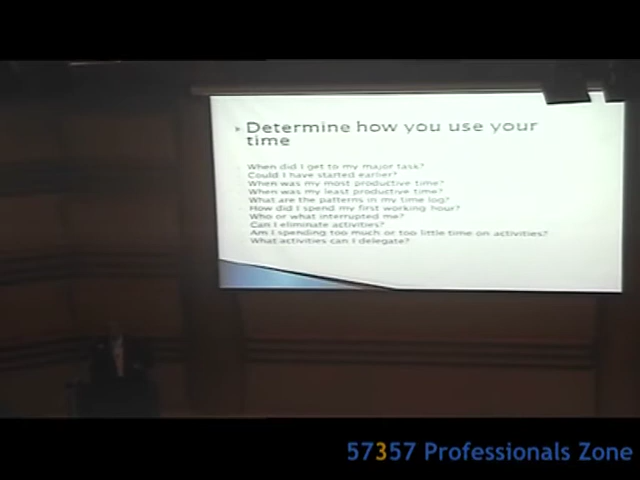 Determine how you use your
time
When did I get to my major task?
Could I have started earlier?
When was my most productive time?
When was my least productive time?
What are the patterns in my time log?
How did I spend my first working hour?
Who or what interrupted me?
Can I eliminate activities?
Am I spending too much or too little time on activities?
What activities can I delegate?
57357 Professionals Zone